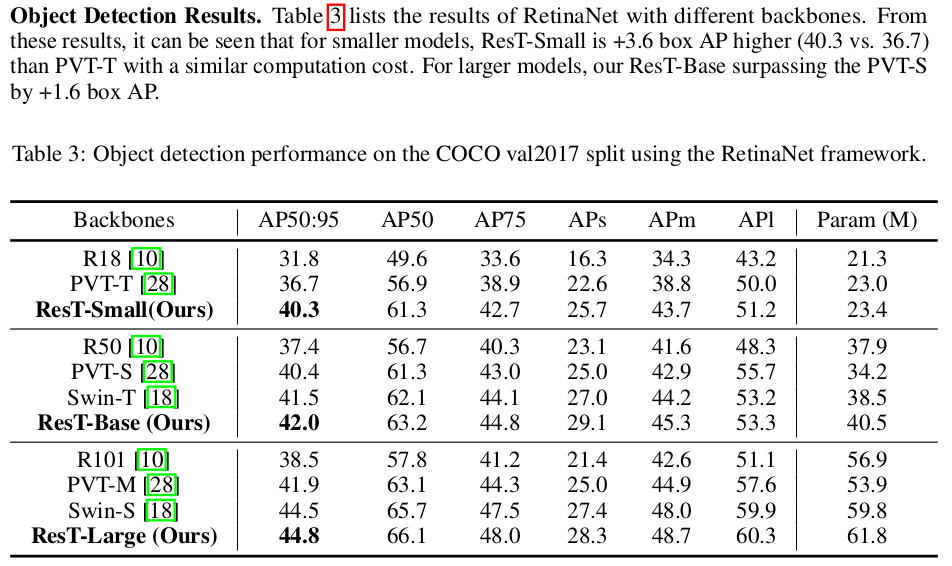 Object Detection Results. Table 3 lists the results of RetinaNet with different backbones. From
these results, it can be seen that for smaller models, ResT-Small is +3.6 box AP higher (40.3 vs. 36.7)
than PVT-T with a similar computation cost. For larger models, our ResT-Base surpassing the PVT-S
by +1.6 box AP.
Table 3: Object detection performance on the COCO val2017 split using the RetinaNet framework.
Backbones AP50:95 AP50 AP75 APs APm APl Param (M)
R18 [10] 31.8 49.6 33.6 16.3 34.3 43.2 21.3
PVT-T [28] 36.7 56.9 38.9 22.6 38.8 50.0 23.0
ResT-Small(Ours) 40.3 61.3 42.7 25.7 43.7 51.2 23.4
R50 [10] 37.4 56.7 40.3 23.1 41.6 48.3 37.9
PVT-S [28] 40.4 61.3 43.0 25.0 42.9 55.7 34.2
Swin-T [18] 41.5 62.1 44.1 27.0 44.2 53.2 38.5
ResT-Base (Ours) 42.0 63.2 44.8 29.1 45.3 53.3 40.5
R101 [10] 38.5 57.8 41.2 21.4 42.6 51.1 56.9
PVT-M [28] 41.9 63.1 44.3 25.0 44.9 57.6 53.9
Swin-S [18] 44.5 65.7 47.5 27.4 48.0 59.9 59.8
ResT-Large (Ours) 44.8 66.1 48.0 28.3 48.7 60.3 61.8